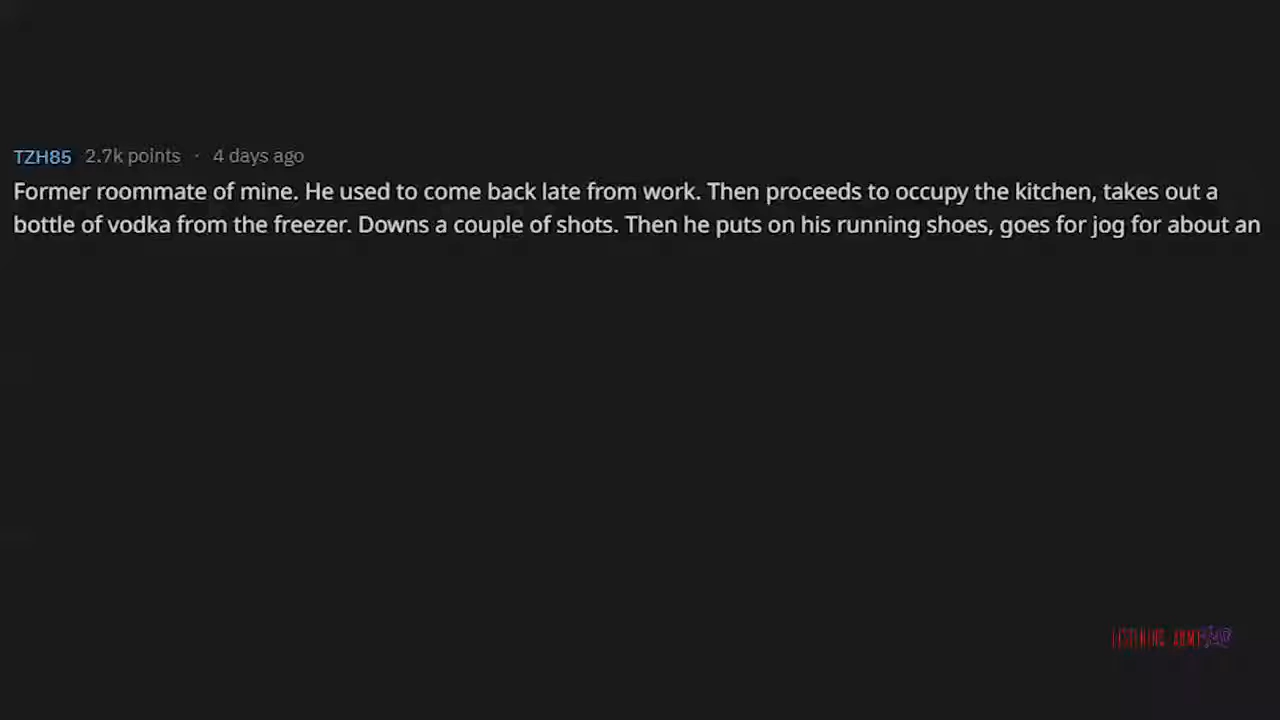 TZH85 2.7k points · 4 days ago
Former roommate of mine. He used to come back late from work. Then proceeds to occupy the kitchen, takes out a
bottle of vodka from the freezer. Downs a couple of shots. Then he puts on his running shoes, goes for jog for about an
LISTENING